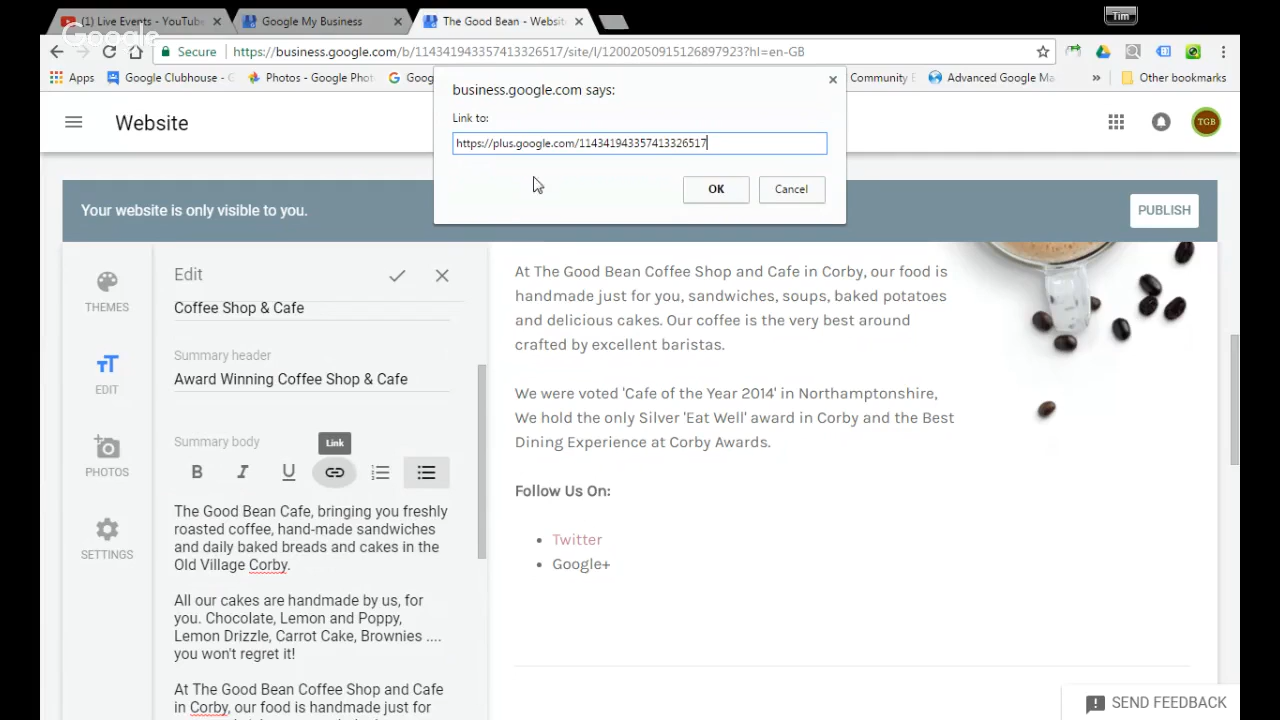 (1) Live Events - YouTube
Google My Business
The Good Bean - Websit
Tim
Google
Secure
https://business.google.com/b/114341943357413326517/site/l/12002050915126897923?hl=en-GB
Apps
Google Clubhouse - G
Photos - Google Phot
Goog
Community E
Advanced Google Ma
»
Other bookmarks
business.google.com says:
Link to:
https://plus.google.com/114341943357413326517
OK
Cancel
Website
TGB
Your website is only visible to you.
PUBLISH
THEMES
EDIT
PHOTOS
SETTINGS
Edit
Coffee Shop & Cafe
Summary header
Award Winning Coffee Shop & Cafe
Summary body
Link
B I U
The Good Bean Cafe, bringing you freshly
roasted coffee, hand-made sandwiches
and daily baked breads and cakes in the
Old Village Corby.
All our cakes are handmade by us, for
you. Chocolate, Lemon and Poppy,
Lemon Drizzle, Carrot Cake, Brownies ....
you won't regret it!
At The Good Bean Coffee Shop and Cafe
in Corby, our food is handmade just for
At The Good Bean Coffee Shop and Cafe in Corby, our food is
handmade just for you, sandwiches, soups, baked potatoes
and delicious cakes. Our coffee is the very best around
crafted by excellent baristas.
We were voted 'Cafe of the Year 2014' in Northamptonshire,
We hold the only Silver 'Eat Well' award in Corby and the Best
Dining Experience at Corby Awards.
Follow Us On:
Twitter
Google+
SEND FEEDBACK